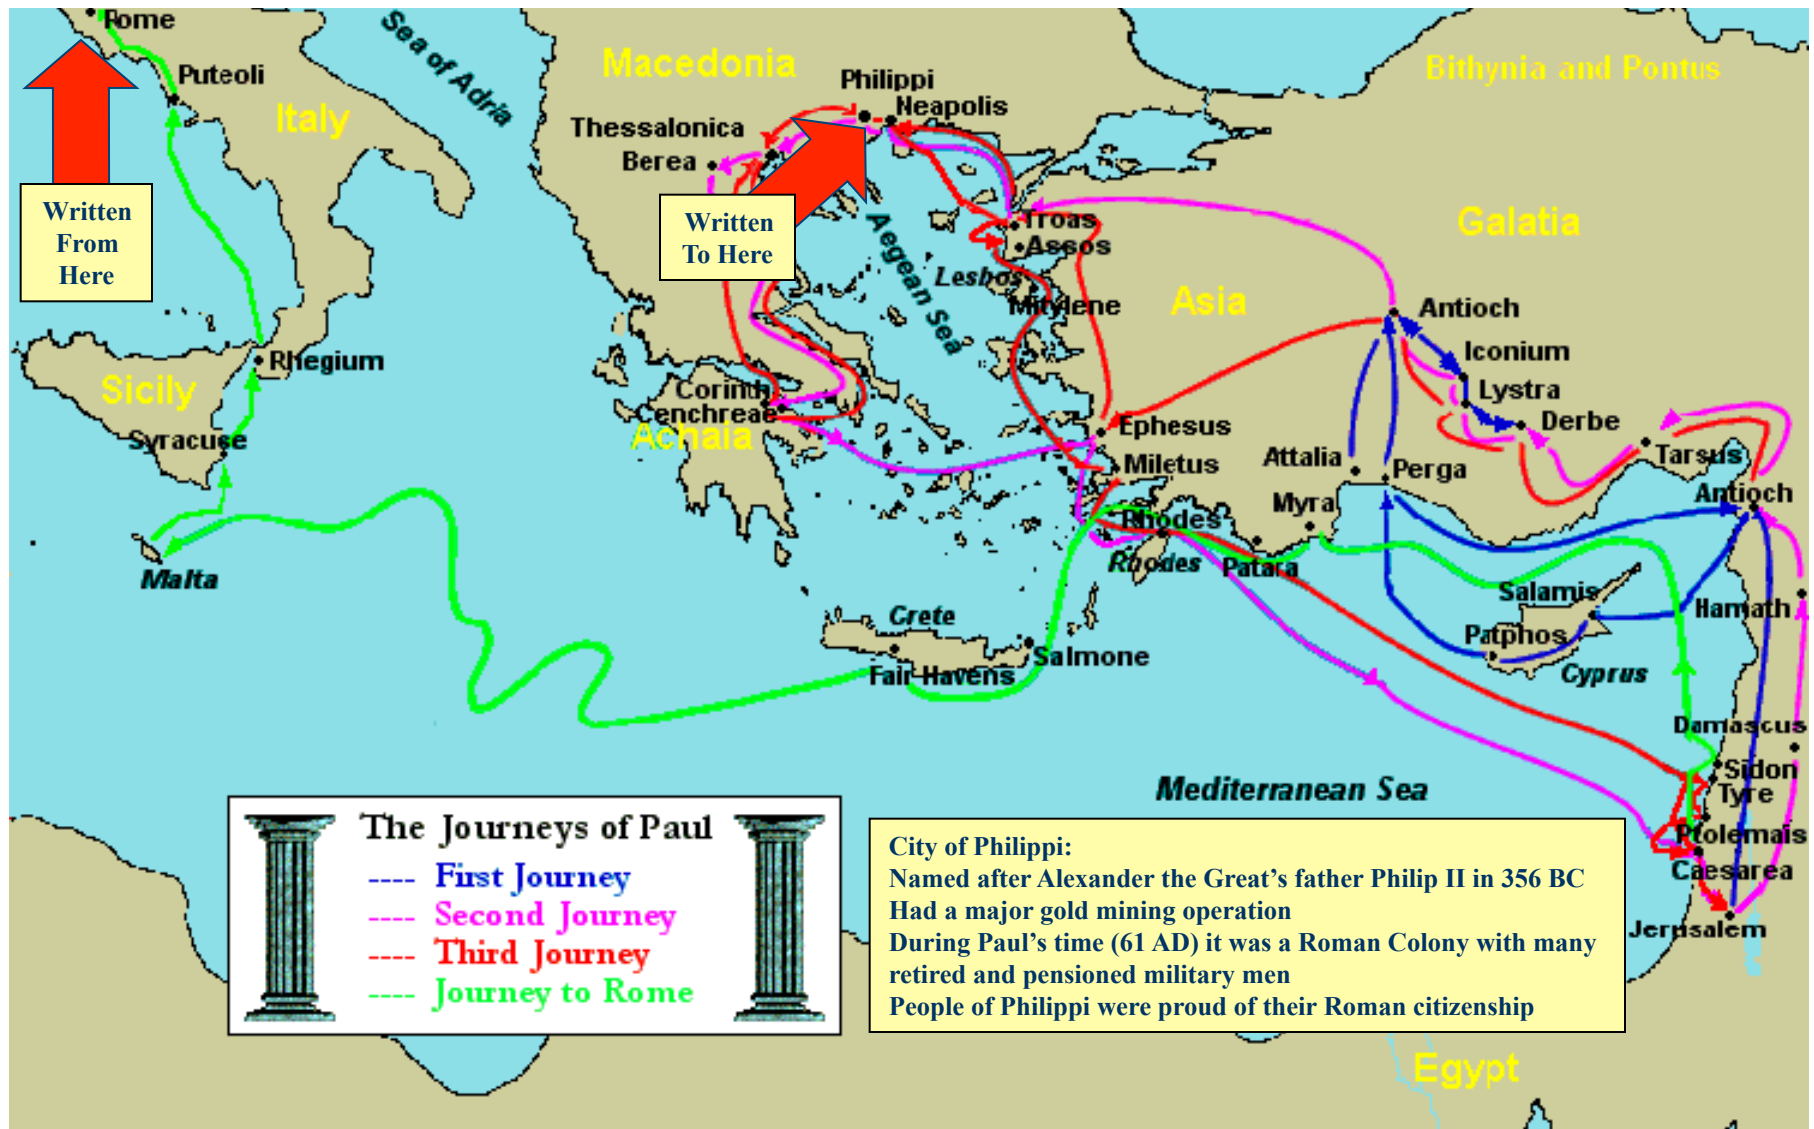 Rome
Puteoli
Italy
Sea of Adria
Macedonia
Philippi
Neapolis
Thessalonica
Berea
Bithynia and Pontus
Written
From
Here
Written
To Here
Aegean Sea
Troas
Assos
Lesbos
Mitylene
Asia
Galatia
Antioch
Iconium
Lystra
Derbe
Rhegium
Sicily
Syracuse
Corinth
Cenchreae
Achaia
Ephesus
Miletus
Attalia
Perga
Tarsus
Antioch
Myra
Rhodes
Rhodes
Patara
Malta
Crete
Salmone
Fair Havens
Salamis
Patphos
Cyprus
Hamath
Damascus
Sidon
Tyre
Ptolemais
Caesarea
Jerusalem
Mediterranean Sea
The Journeys of Paul
---- First Journey
---- Second Journey
---- Third Journey
---- Journey to Rome
City of Philippi:
Named after Alexander the Great’s father Philip II in 356 BC
Had a major gold mining operation
During Paul’s time (61 AD) it was a Roman Colony with many
retired and pensioned military men
People of Philippi were proud of their Roman citizenship
Egypt